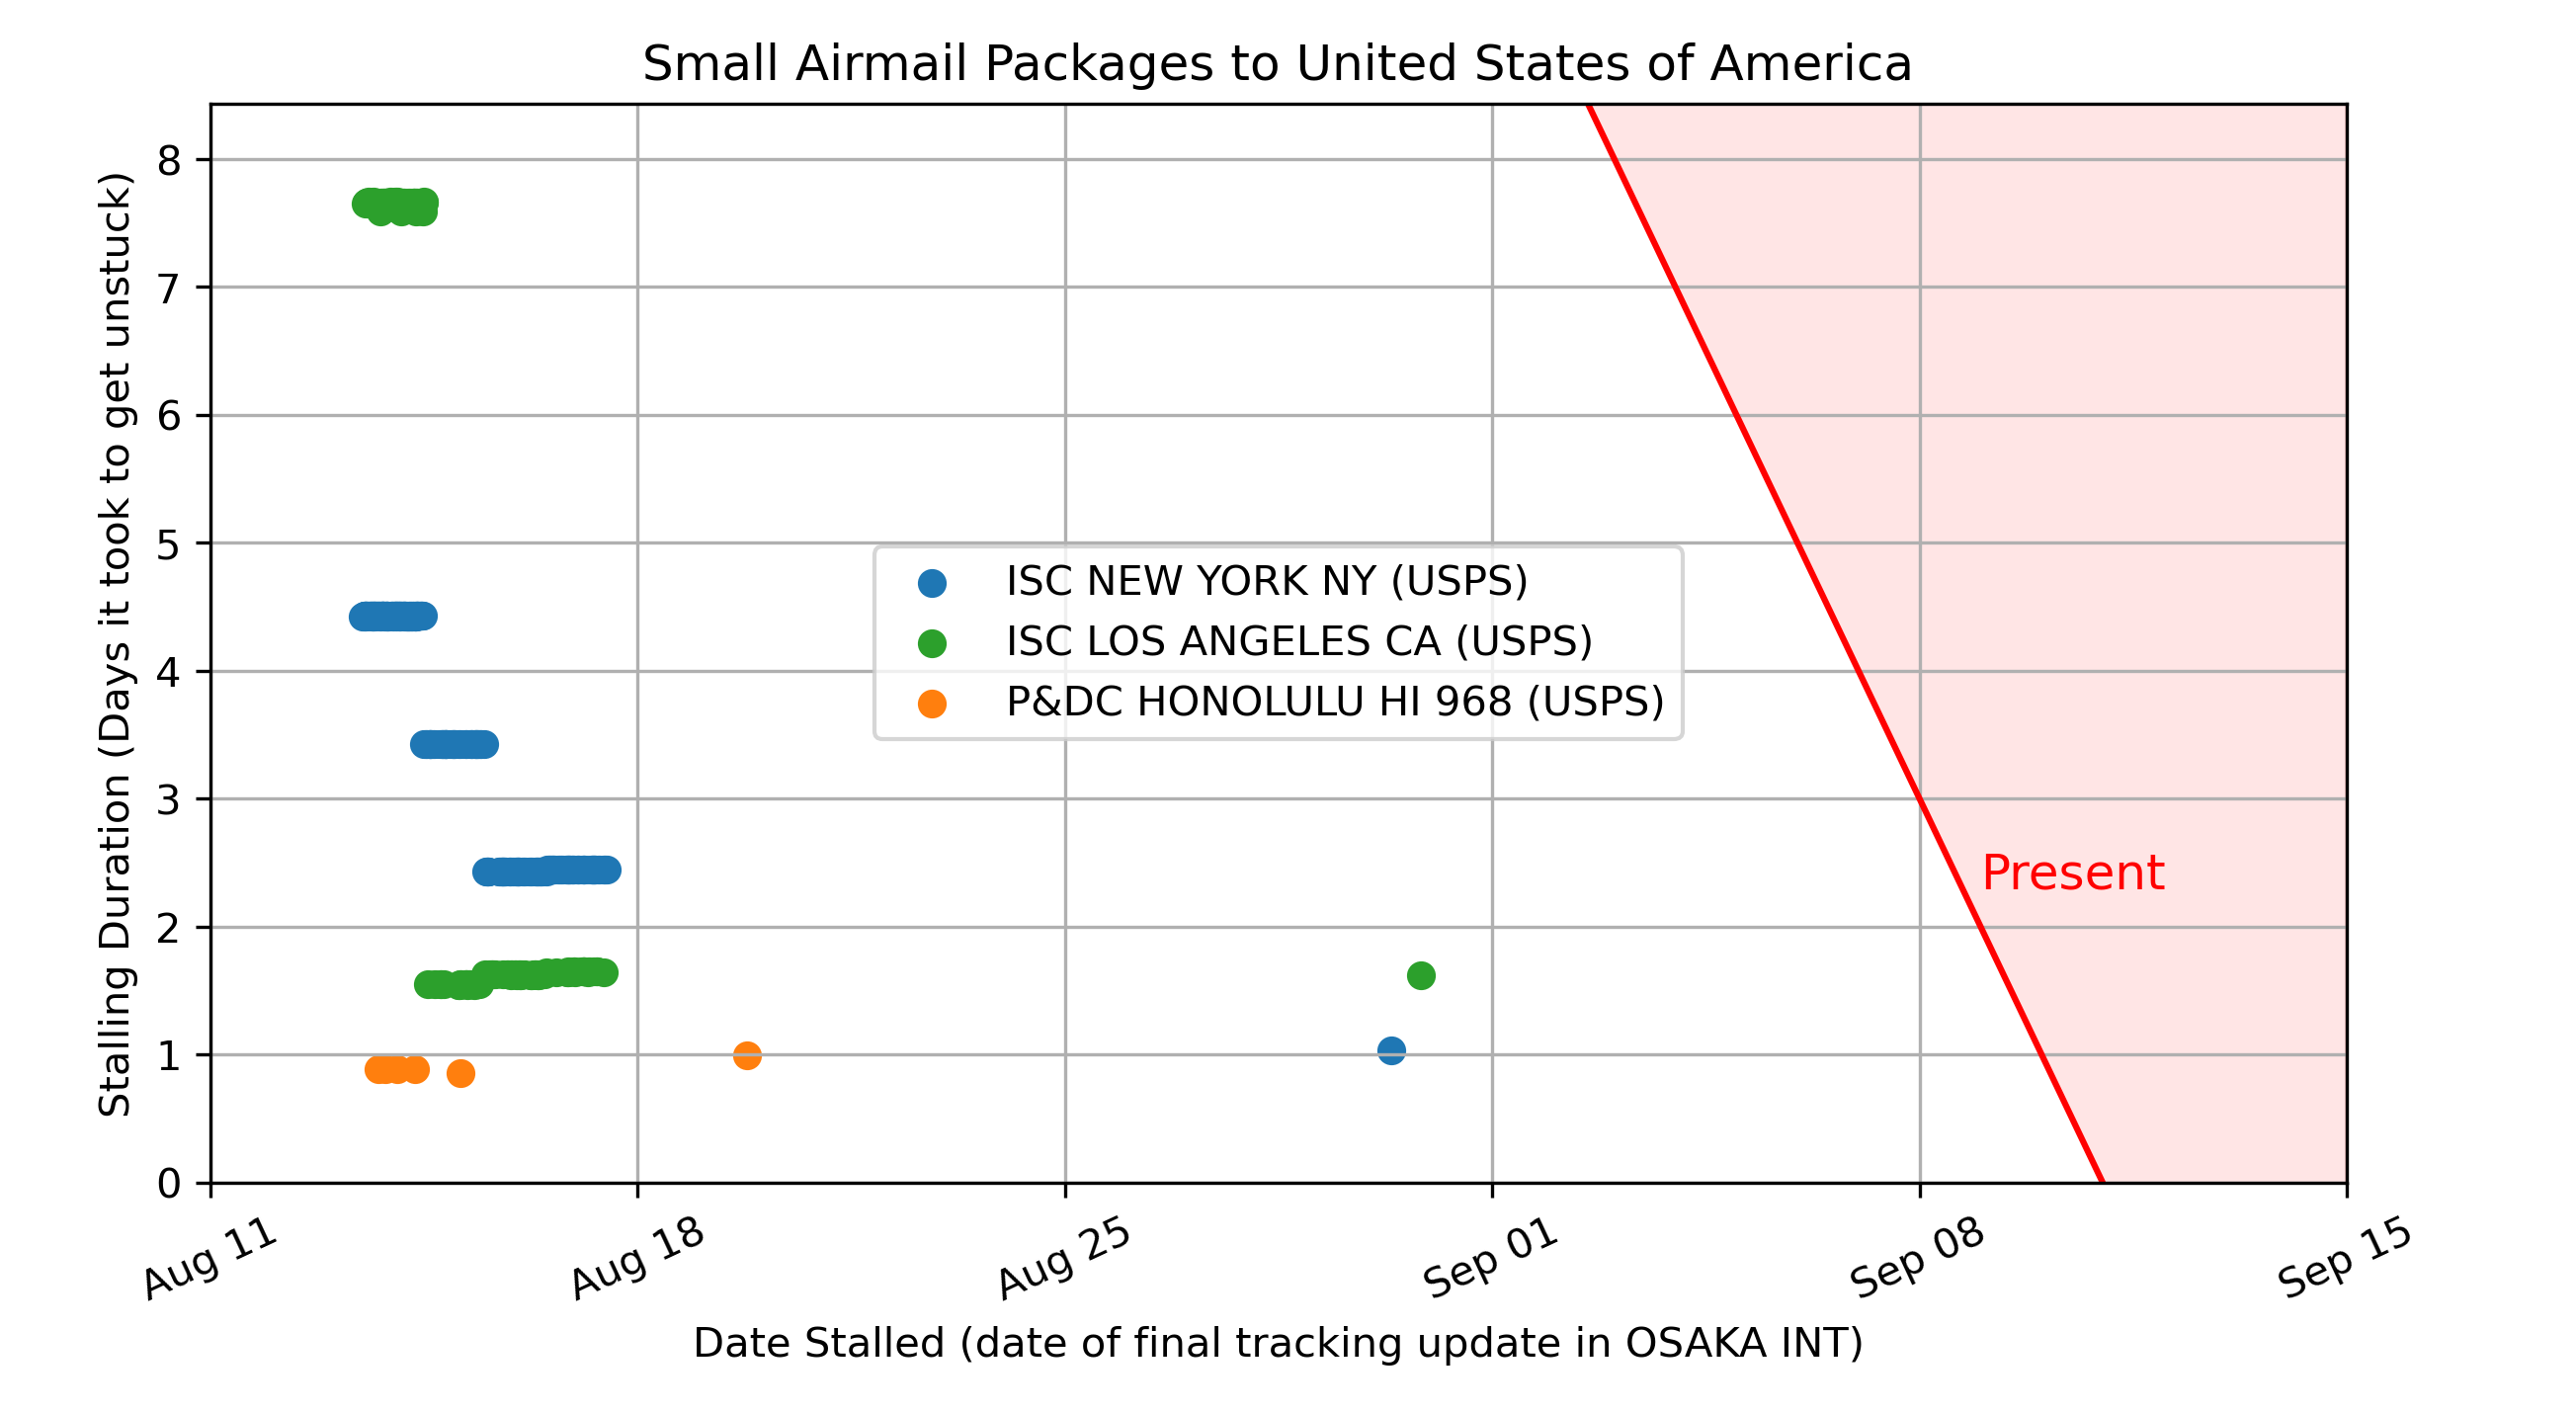 Small Airmail Packages to United States of America
Stalling Duration (Days it took to get unstuck)
8
7
6
5
4
3
2
1
0
ISC NEW YORK NY (USPS)
ISC LOS ANGELES CA (USPS)
P&DC HONOLULU HI 968 (USPS)
Present
Aug 11
Aug 18
Aug 25
Sep 01
Sep 08
Sep 15
Date Stalled (date of final tracking update in OSAKA INT)